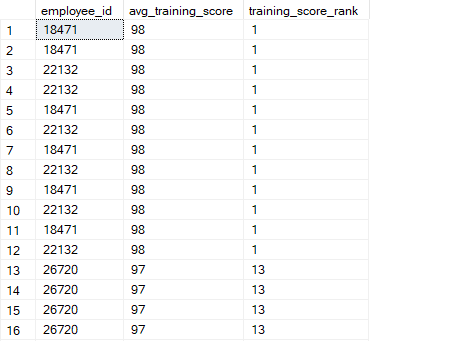 employee_id avg_training_score training_score_rank
1 18471 98 1
2 18471 98 1
3 22132 98 1
4 22132 98 1
5 18471 98 1
6 22132 98 1
7 18471 98 1
8 22132 98 1
9 18471 98 1
10 22132 98 1
11 18471 98 1
12 22132 98 1
13 26720 97 13
14 26720 97 13
15 26720 97 13
16 26720 97 13